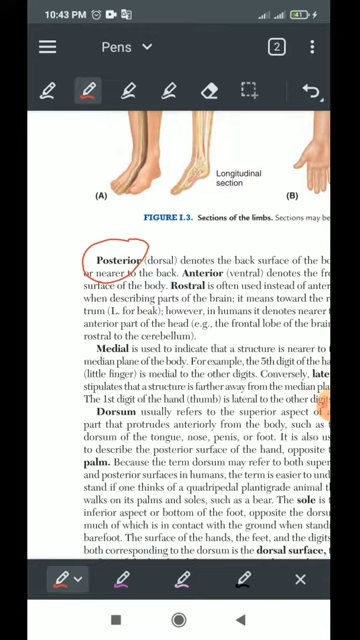 10:43 PM
41
Pens
2
Longitudinal
section
(A)
(B)
FIGURE I.3. Sections of the limbs. Sections may be
Posterior (dorsal) denotes the back surface of the bo
or nearer to the back. Anterior (ventral) denotes the fro
surface of the body. Rostral is often used instead of anter
when describing parts of the brain; it means toward the r
trum (L. for beak); however, in humans it denotes nearer t
anterior part of the head (e.g., the frontal lobe of the brain
rostral to the cerebellum).
Medial is used to indicate that a structure is nearer to t
median plane of the body. For example, the 5th digit of the ha
(little finger) is medial to the other digits. Conversely, late
stipulates that a structure is farther away from the median pla
The 1st digit of the hand (thumb) is lateral to the other digits
Dorsum usually refers to the superior aspect of a
part that protrudes anteriorly from the body, such as t
dorsum of the tongue, nose, penis, or foot. It is also us
to describe the posterior surface of the hand, opposite t
palm. Because the term dorsum may refer to both super
and posterior surfaces in humans, the term is easier to unde
stand if one thinks of a quadripedal plantigrade animal th
walks on its palms and soles, such as a bear. The sole is t
inferior aspect or bottom of the foot, opposite the dorsu
much of which is in contact with the ground when standi
barefoot. The surface of the hands, the feet, and the digits
both corresponding to the dorsum is the dorsal surface, t